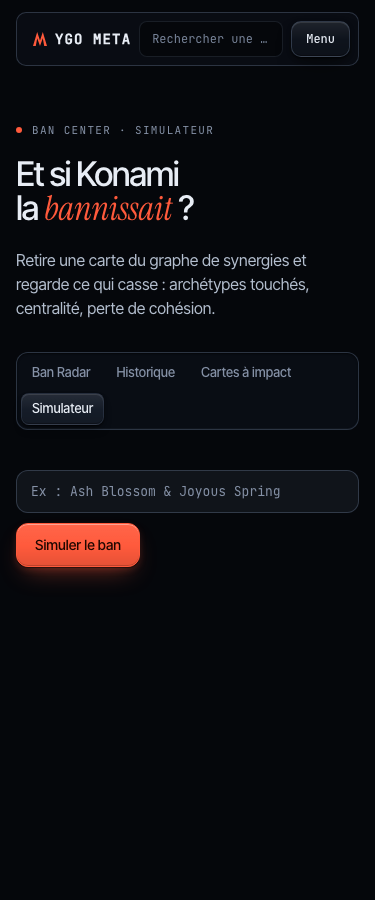 YGO META
Rechercher une …
Menu
BAN CENTER · SIMULATEUR
Et si Konami
la bannissait ?
Retire une carte du graphe de synergies et
regarde ce qui casse : archétypes touchés,
centralité, perte de cohésion.
Ban Radar
Historique
Cartes à impact
Simulateur
Ex : Ash Blossom & Joyous Spring
Simuler le ban